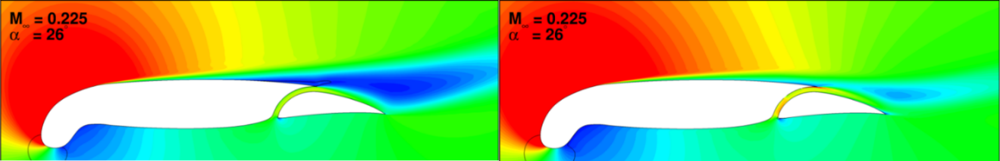 M∞ = 0.225
α = 26°
M∞ = 0.225
α = 26°